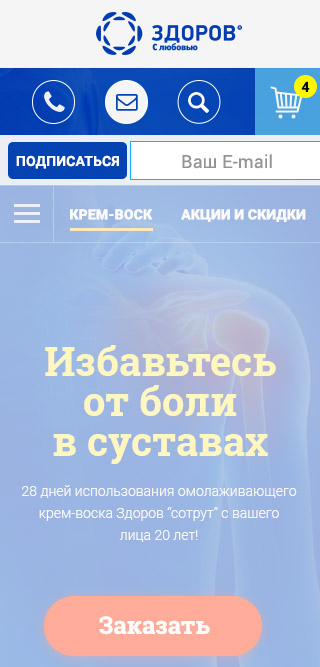 ЗДОРОВ®
С любовью
4
ПОДПИСАТЬСЯ
Ваш E-mail
КРЕМ-ВОСК
АКЦИИ И СКИДКИ
Избавьтесь
от боли
в суставах
28 дней использования омолаживающего
крем-воска Здоров “сотрут” с вашего
лица 20 лет!
Заказать